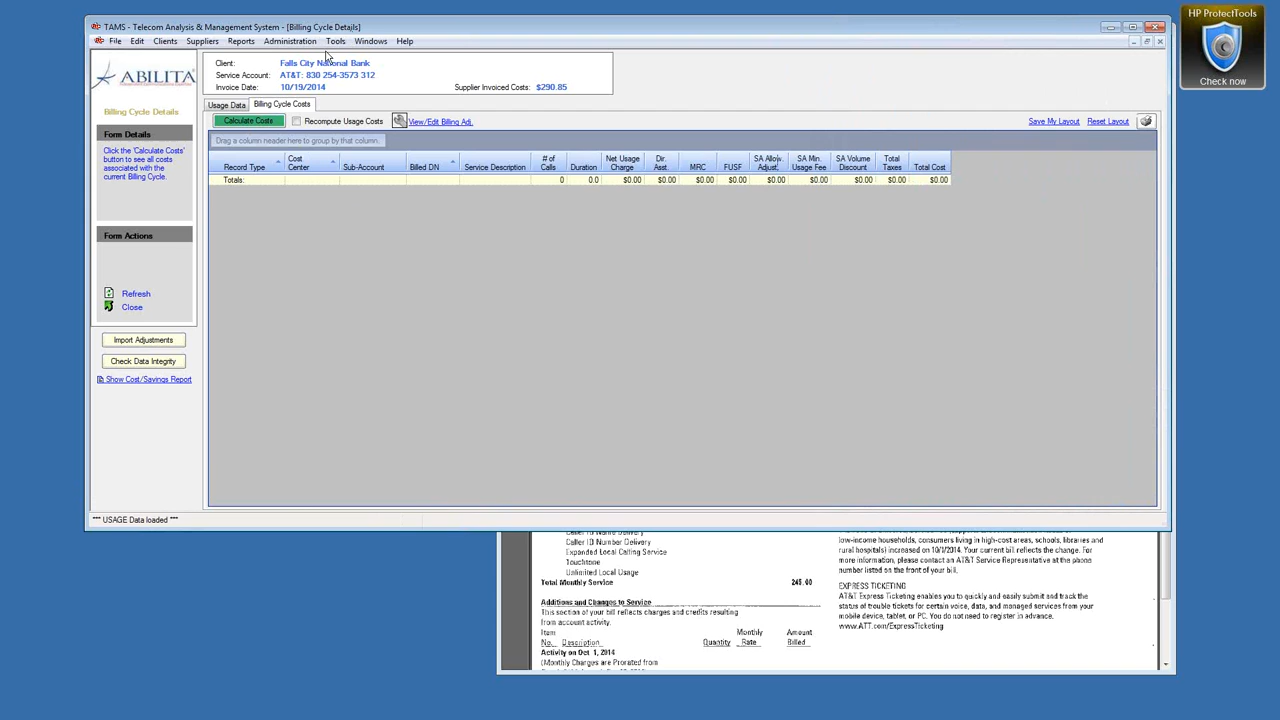 HP ProtectTools
Check now
TAMS - Telecom Analysis & Management System - [Billing Cycle Details]
File Edit Clients Suppliers Reports Administration Tools Windows Help
ABILITA
Billing Cycle Details
Form Details
Click the 'Calculate Costs'
button to see all costs
associated with the
current Billing Cycle.
Form Actions
Refresh
Close
Import Adjustments
Check Data Integrity
Show Cost/Savings Report
Client: Falls City National Bank
Service Account: AT&T: 830 254-3573 312
Invoice Date: 10/19/2014 Supplier Invoiced Costs: $290.85
Usage Data Billing Cycle Costs
Calculate Costs Recompute Usage Costs View/Edit Billing Adj. Save My Layout Reset Layout
Drag a column header here to group by that column.
Record Type Cost Center Sub-Account Billed DN Service Description # of Calls Duration Net Usage Charge Dir. Asst. MRC FUSF SA Allow. Adjust. SA Min. Usage Fee SA Volume Discount Total Taxes Total Cost
Totals: 0 0.0 $0.00 $0.00 $0.00 $0.00 $0.00 $0.00 $0.00 $0.00 $0.00
*** USAGE Data loaded ***
Caller ID Name Delivery
Caller ID Number Delivery
Expanded Local Calling Service
Touchtone
Unlimited Local Usage
Total Monthly Service 245.00
Additions and Changes to Service
This section of your bill reflects charges and credits resulting
from account activity.
Item Monthly Amount
No. Description Quantity Rate Billed
Activity on Oct 1, 2014
(Monthly Charges are Prorated from
low-income households, consumers living in high-cost areas, schools, libraries and
rural hospitals) increased on 10/1/2014. Your current bill reflects the change. For
more information, please contact an AT&T Service Representative at the phone
number listed on the front of your bill.
EXPRESS TICKETING
AT&T Express Ticketing enables you to quickly and easily submit and track the
status of trouble tickets for certain voice, data, and managed services from your
mobile device, tablet, or PC. You do not need to register in advance.
www.ATT.com/ExpressTicketing